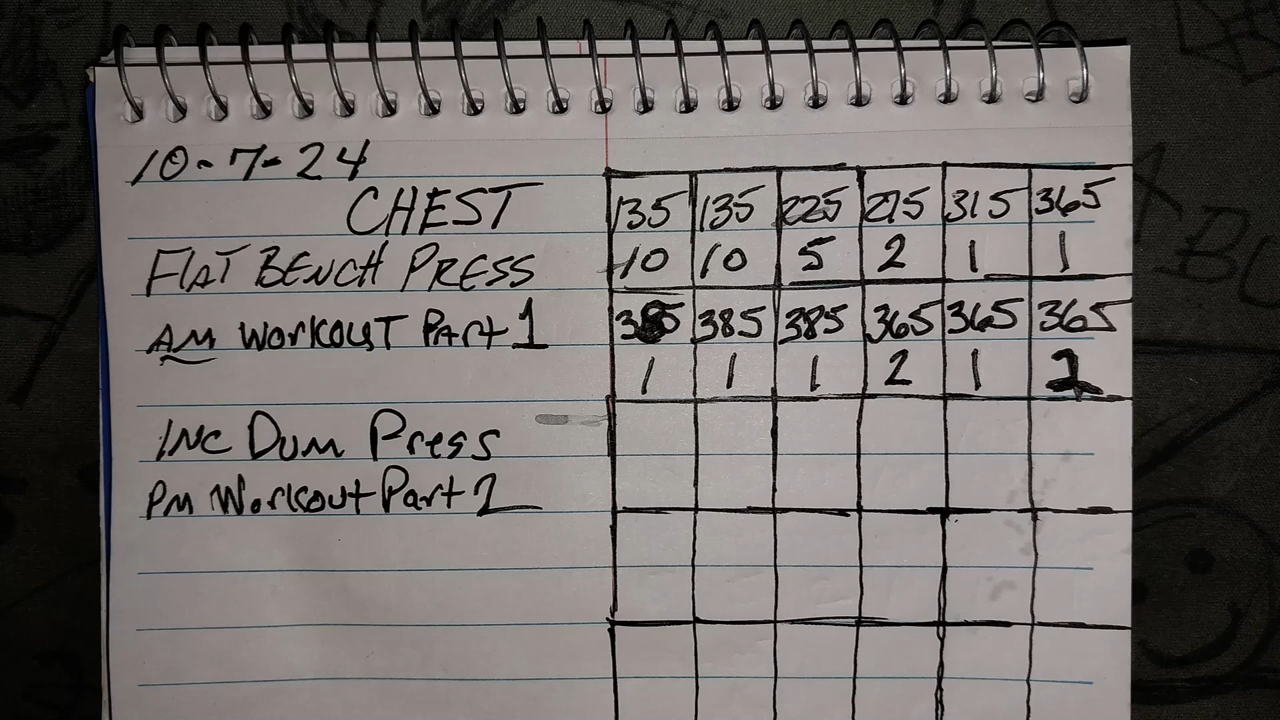 10-7-24
CHEST 135 135 225 275 315 365
FLAT BENCH PRESS 10 10 5 2 1 1
AM WORKOUT PArt 1 385 385 385 365 365 365
1 1 1 2 1 2
INC DUM Press
PM Workout Part 2